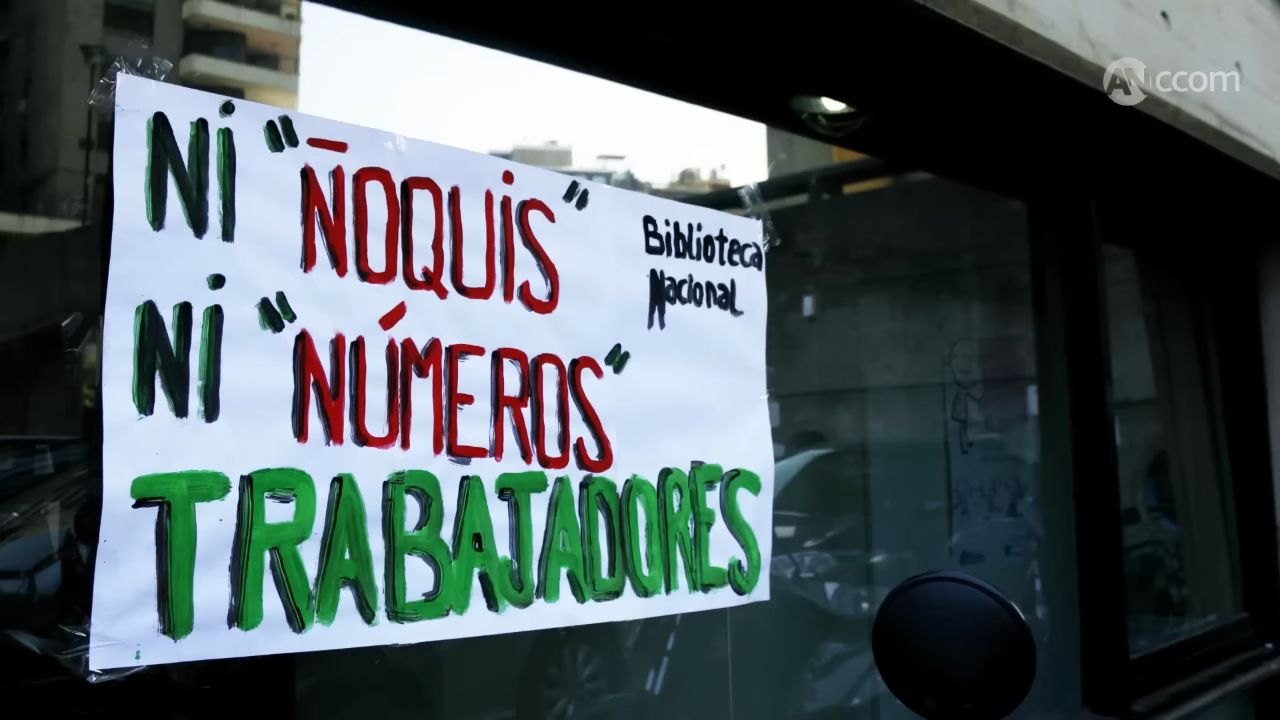 Ni "ÑOQUiS"
Ni "NÚMEROS"
TRABAJADORES
Biblioteca
Nacional
ANccom